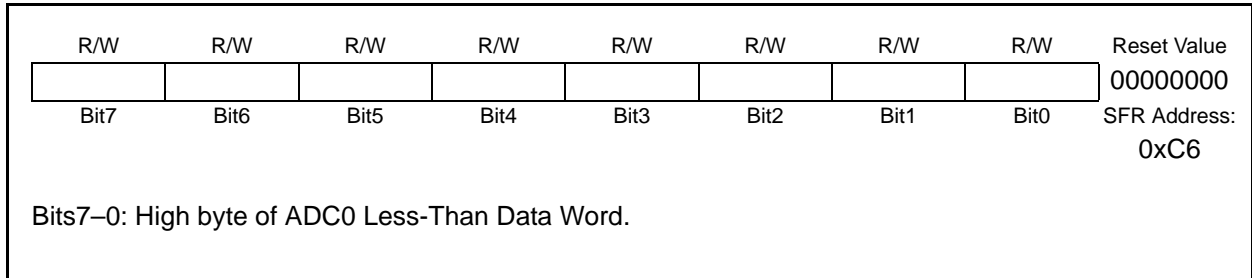 R/W R/W R/W R/W R/W R/W R/W R/W Reset Value
00000000
Bit7 Bit6 Bit5 Bit4 Bit3 Bit2 Bit1 Bit0 SFR Address:
0xC6
Bits7–0: High byte of ADC0 Less-Than Data Word.